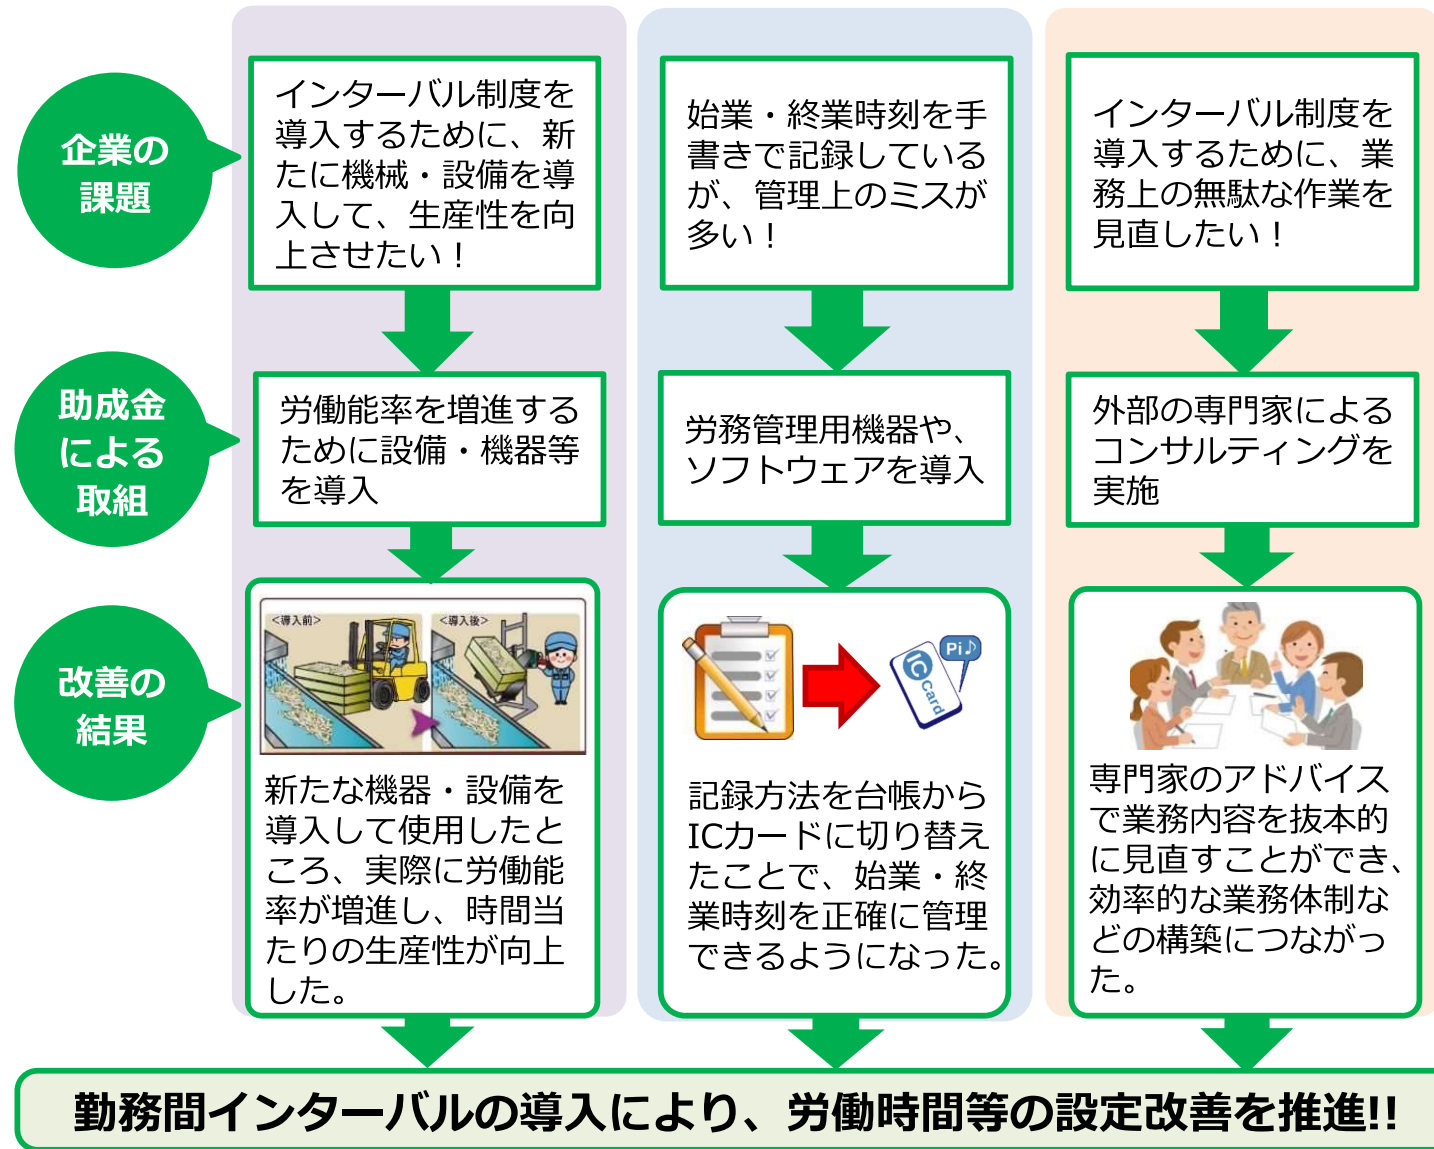 企業の
課題
インターバル制度を
導入するために、新
たに機械・設備を導
入して、生産性を向
上させたい！
始業・終業時刻を手
書きで記録している
が、管理上のミスが
多い！
インターバル制度を
導入するために、業
務上の無駄な作業を
見直したい！
助成金
による
取組
労働能率を増進する
ために設備・機器等
を導入
労務管理用機器や、
ソフトウェアを導入
外部の専門家による
コンサルティングを
実施
改善の
結果
<導入前>
<導入後>
新たな機器・設備を
導入して使用したと
ころ、実際に労働能
率が増進し、時間当
たりの生産性が向上
した。
IC Card
Pi♪
記録方法を台帳から
ICカードに切り替え
たことで、始業・終
業時刻を正確に管理
できるようになった。
専門家のアドバイス
で業務内容を抜本的
に見直すことができ、
効率的な業務体制な
どの構築につながっ
た。
勤務間インターバルの導入により、労働時間等の設定改善を推進!!